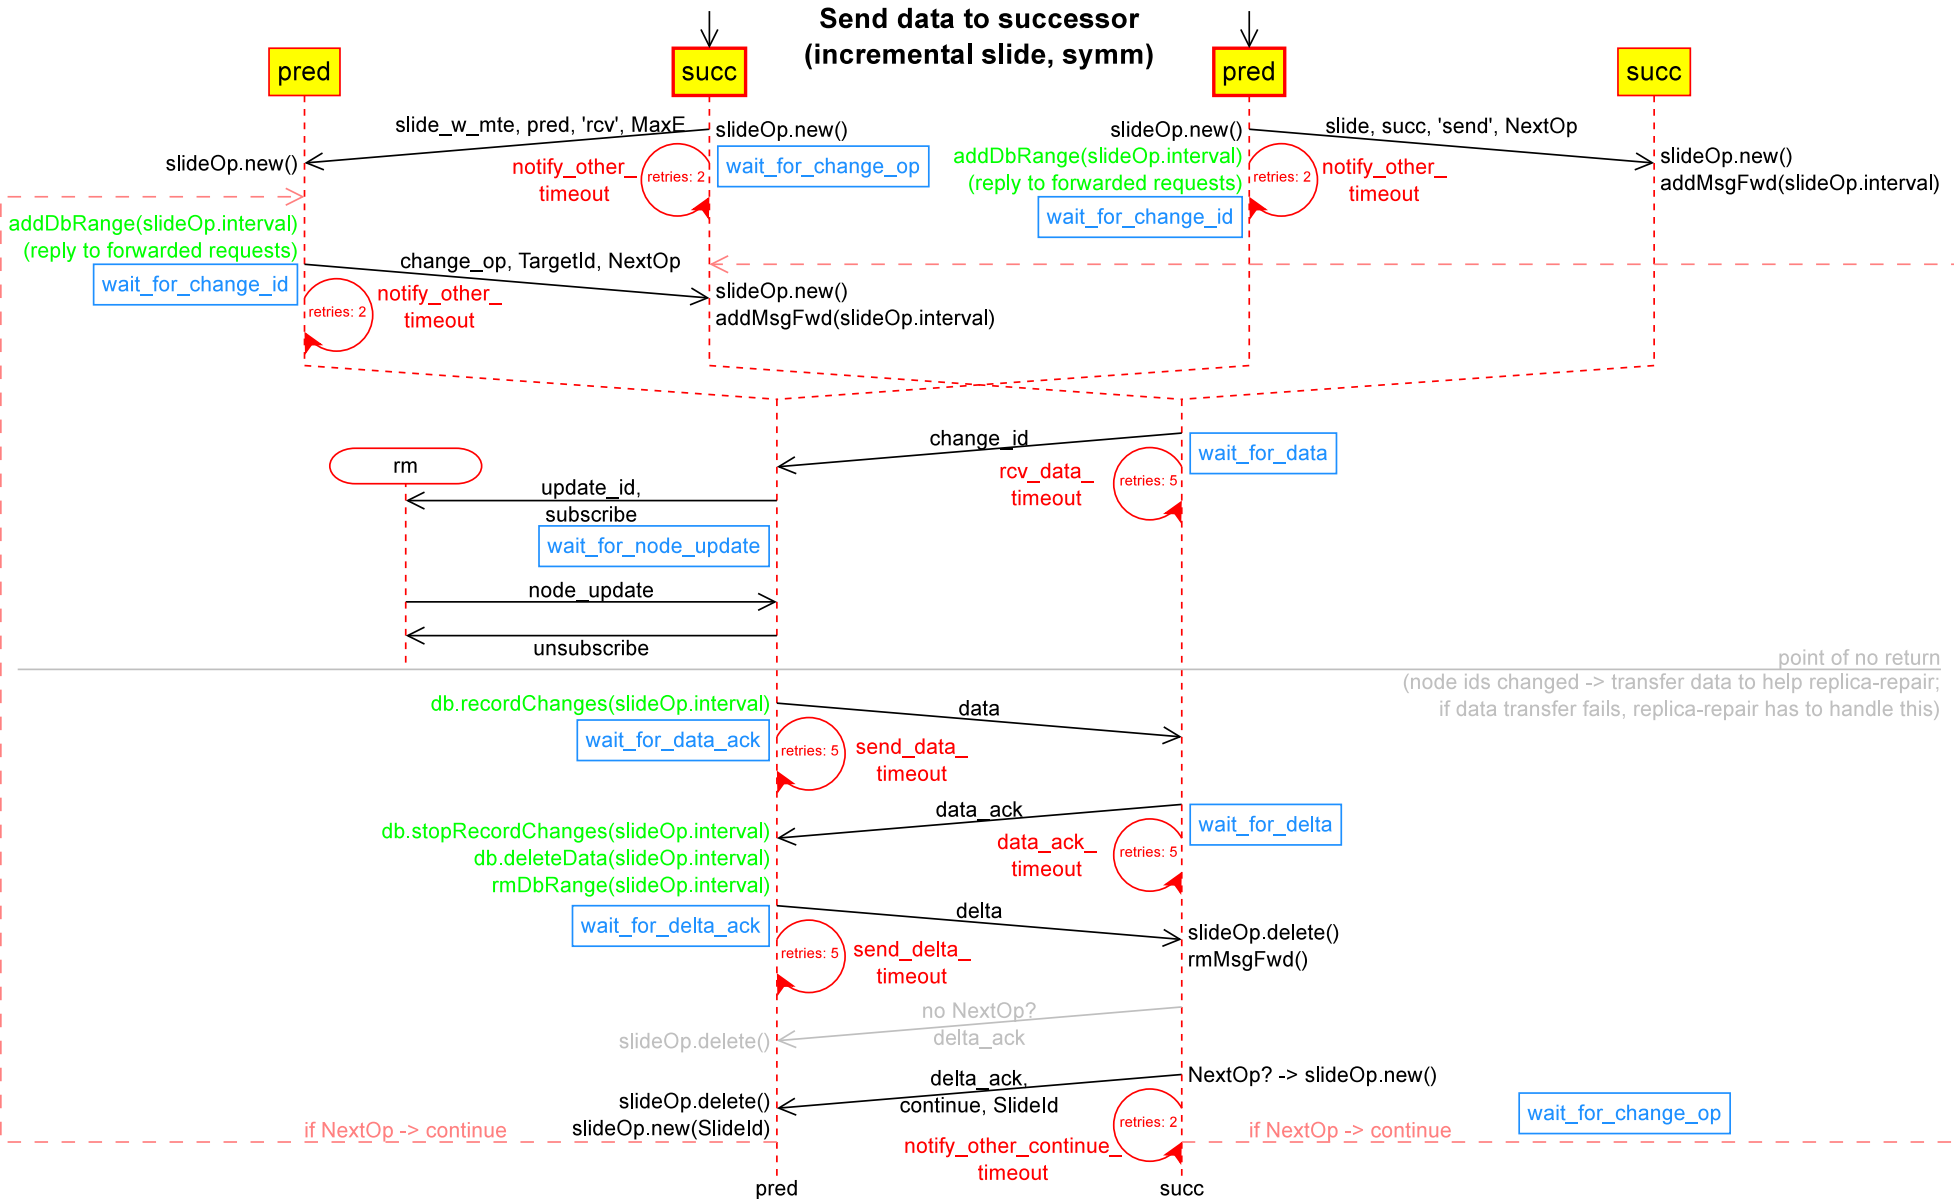 Send data to successor
(incremental slide, symm)
pred
succ
pred
succ
slide_w_mte, pred, 'rcv', MaxE
slideOp.new()
slideOp.new()
wait_for_change_op
notify_other_
timeout
retries: 2
slideOp.new()
slide, succ, 'send', NextOp
addDbRange(slideOp.interval)
(reply to forwarded requests)
wait_for_change_id
retries: 2
notify_other_
timeout
slideOp.new()
addMsgFwd(slideOp.interval)
addDbRange(slideOp.interval)
(reply to forwarded requests)
wait_for_change_id
change_op, TargetId, NextOp
retries: 2
notify_other_
timeout
slideOp.new()
addMsgFwd(slideOp.interval)
change_id
wait_for_data
rcv_data_
timeout
retries: 5
rm
update_id,
subscribe
wait_for_node_update
node_update
unsubscribe
point of no return
(node ids changed -> transfer data to help replica-repair;
if data transfer fails, replica-repair has to handle this)
db.recordChanges(slideOp.interval)
data
wait_for_data_ack
retries: 5
send_data_
timeout
data_ack
wait_for_delta
db.stopRecordChanges(slideOp.interval)
db.deleteData(slideOp.interval)
rmDbRange(slideOp.interval)
data_ack_
timeout
retries: 5
wait_for_delta_ack
delta
retries: 5
send_delta_
timeout
slideOp.delete()
rmMsgFwd()
no NextOp?
delta_ack
slideOp.delete()
delta_ack,
continue, SlideId
NextOp? -> slideOp.new()
slideOp.delete()
slideOp.new(SlideId)
wait_for_change_op
retries: 2
if NextOp -> continue
if NextOp -> continue
notify_other_continue_
timeout
pred
succ